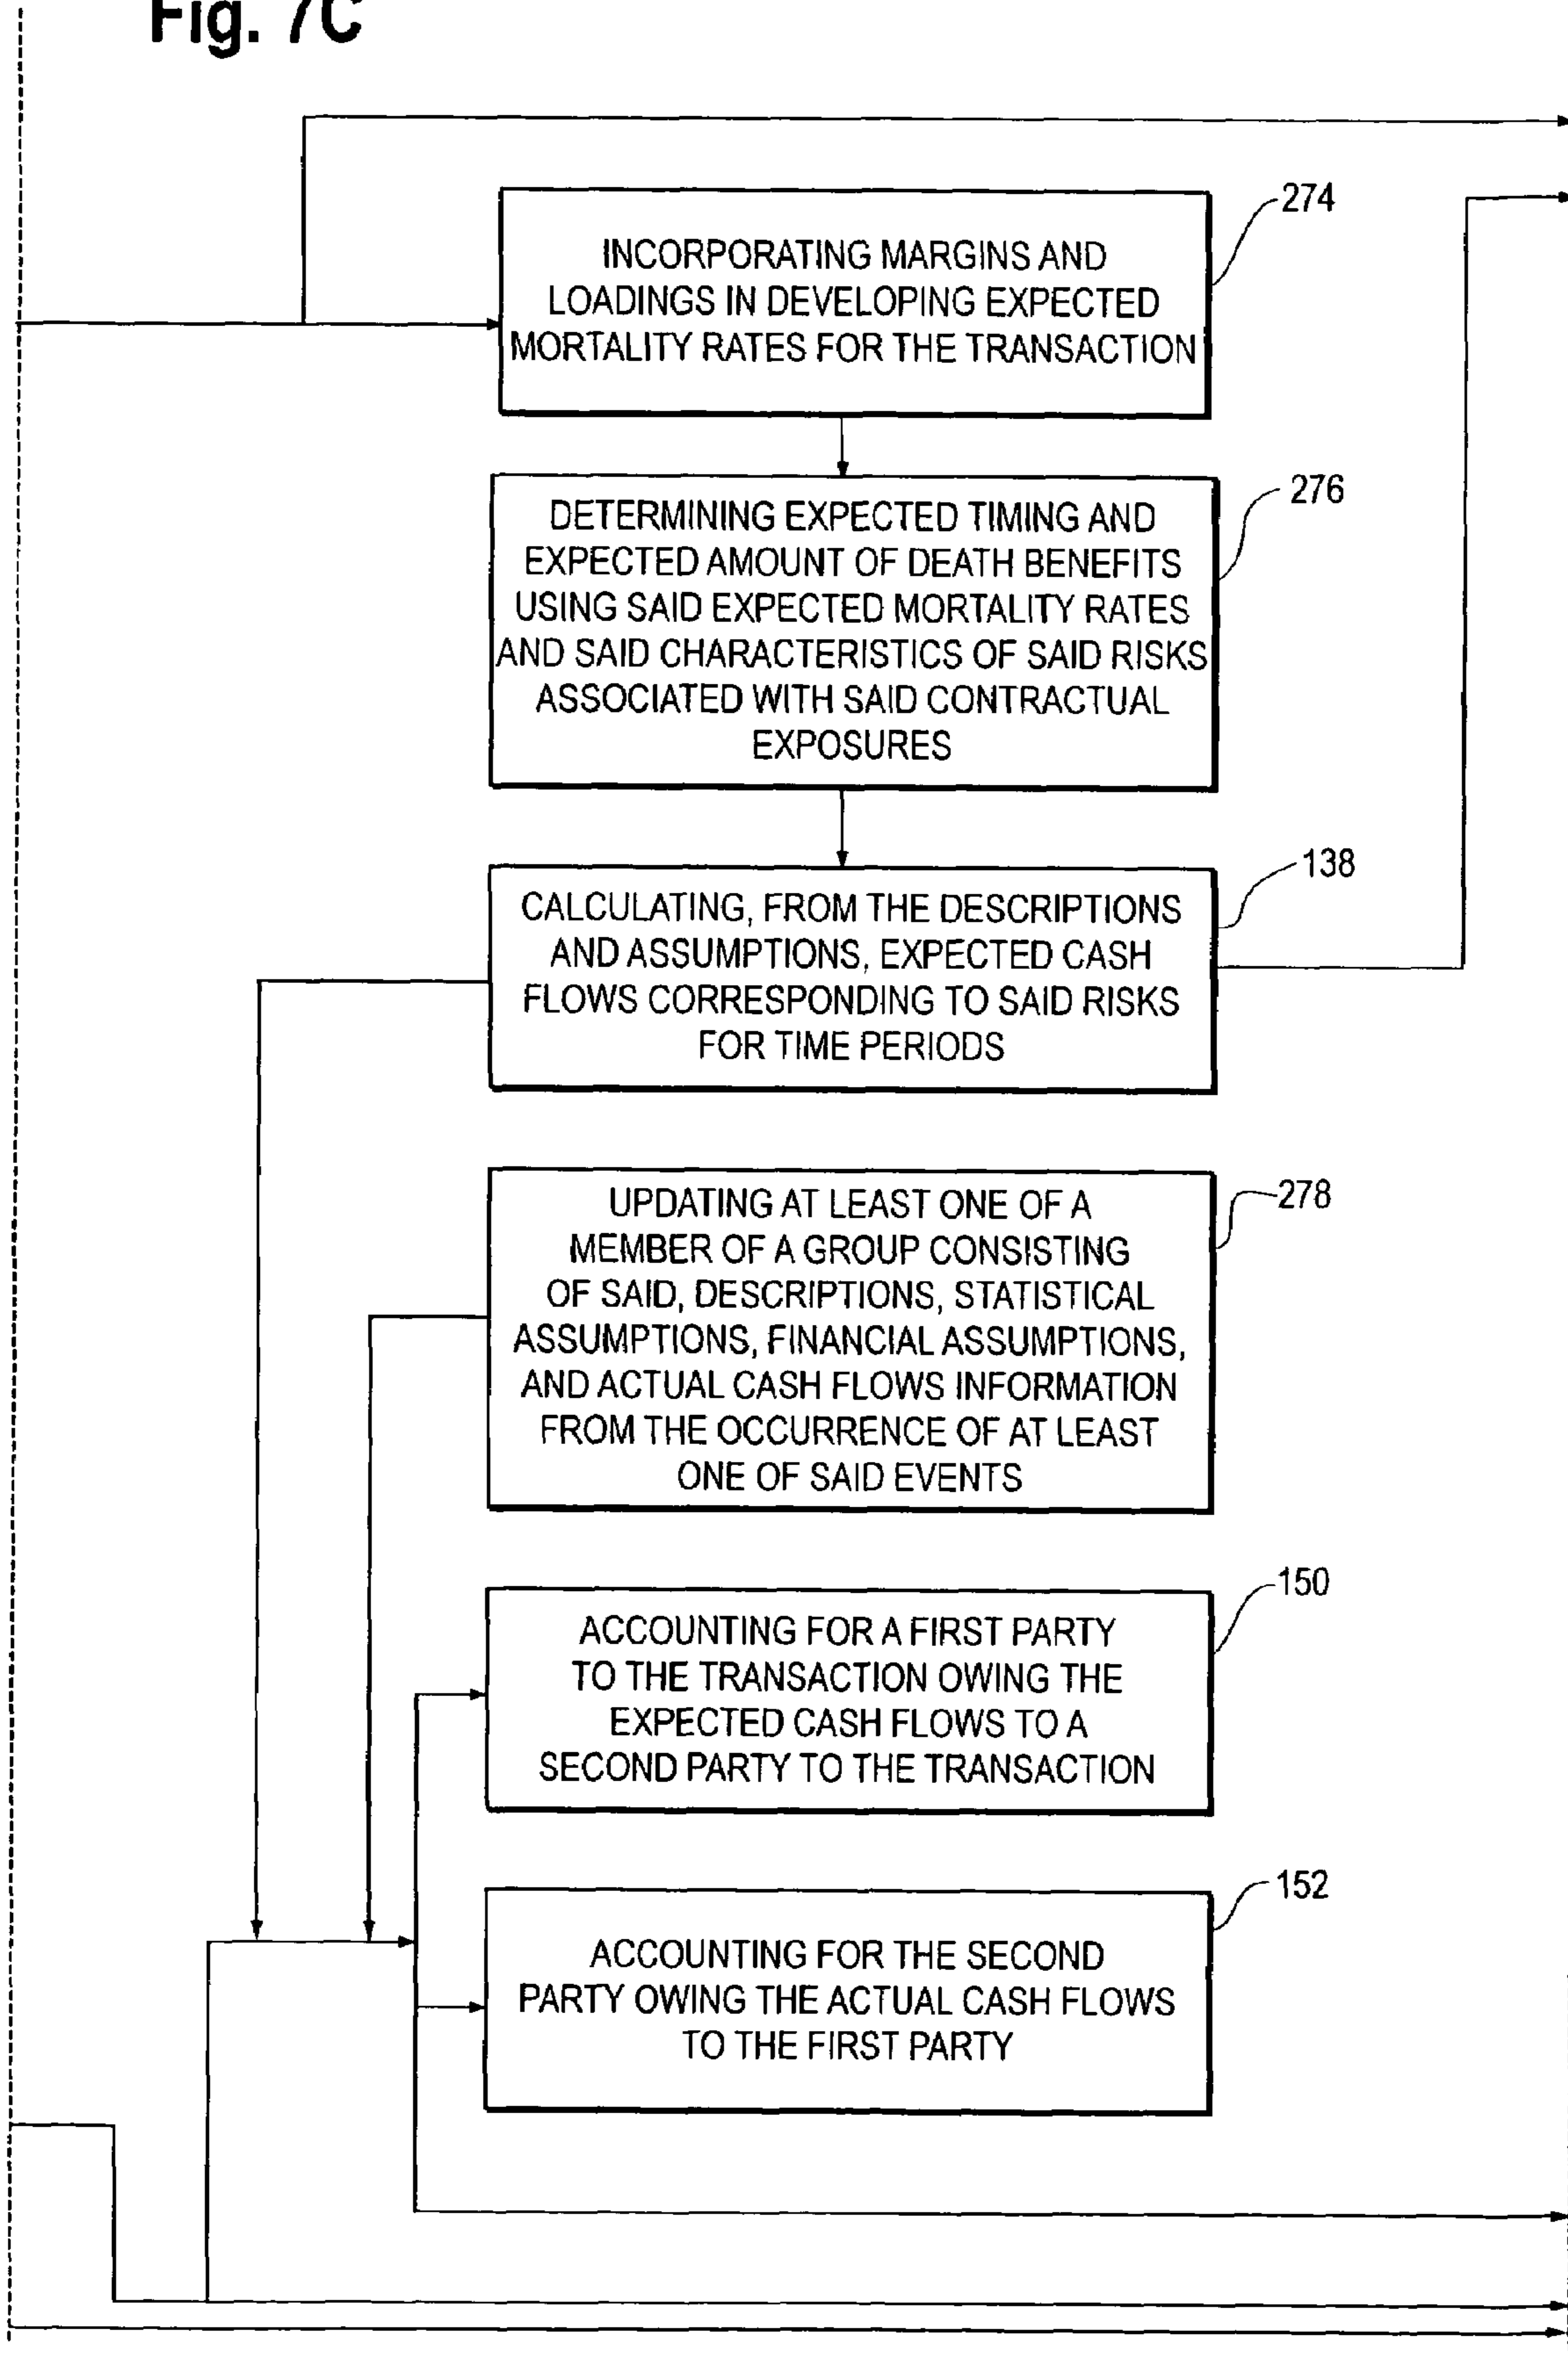 Fig. 7C
274
INCORPORATING MARGINS AND
LOADINGS IN DEVELOPING EXPECTED
MORTALITY RATES FOR THE TRANSACTION
276
DETERMINING EXPECTED TIMING AND
EXPECTED AMOUNT OF DEATH BENEFITS
USING SAID EXPECTED MORTALITY RATES
AND SAID CHARACTERISTICS OF SAID RISKS
ASSOCIATED WITH SAID CONTRACTUAL
EXPOSURES
138
CALCULATING, FROM THE DESCRIPTIONS
AND ASSUMPTIONS, EXPECTED CASH
FLOWS CORRESPONDING TO SAID RISKS
FOR TIME PERIODS
278
UPDATING AT LEAST ONE OF A
MEMBER OF A GROUP CONSISTING
OF SAID, DESCRIPTIONS, STATISTICAL
ASSUMPTIONS, FINANCIAL ASSUMPTIONS,
AND ACTUAL CASH FLOWS INFORMATION
FROM THE OCCURRENCE OF AT LEAST
ONE OF SAID EVENTS
150
ACCOUNTING FOR A FIRST PARTY
TO THE TRANSACTION OWING THE
EXPECTED CASH FLOWS TO A
SECOND PARTY TO THE TRANSACTION
152
ACCOUNTING FOR THE SECOND
PARTY OWING THE ACTUAL CASH FLOWS
TO THE FIRST PARTY